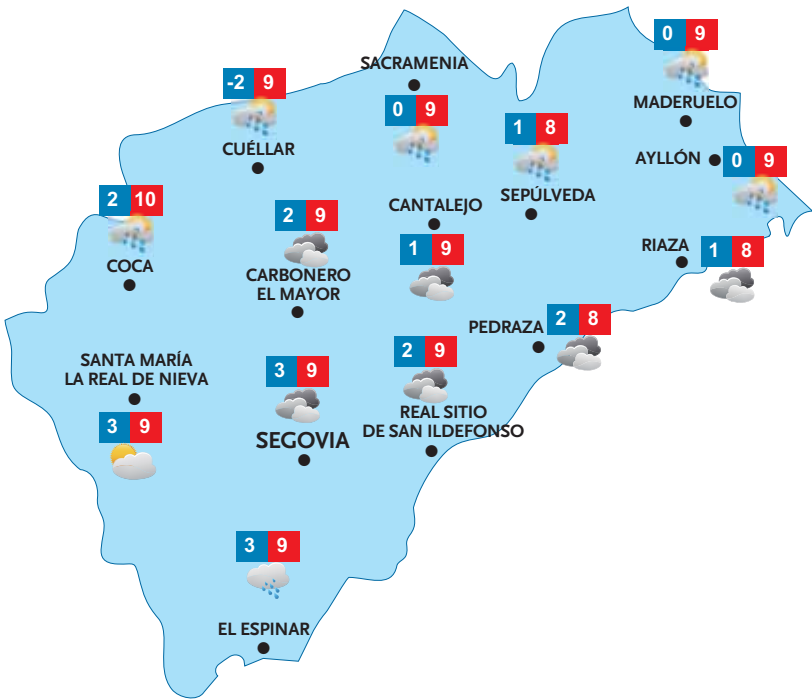 0 9
MADERUELO
SACRAMENIA
0 9
-2 9
CUÉLLAR
1 8
SEPÚLVEDA
AYLLÓN
0 9
2 10
COCA
2 9
CARBONERO
EL MAYOR
CANTALEJO
1 9
RIAZA
1 8
PEDRAZA
2 8
SANTA MARÍA
LA REAL DE NIEVA
3 9
3 9
SEGOVIA
2 9
REAL SITIO
DE SAN ILDEFONSO
3 9
EL ESPINAR